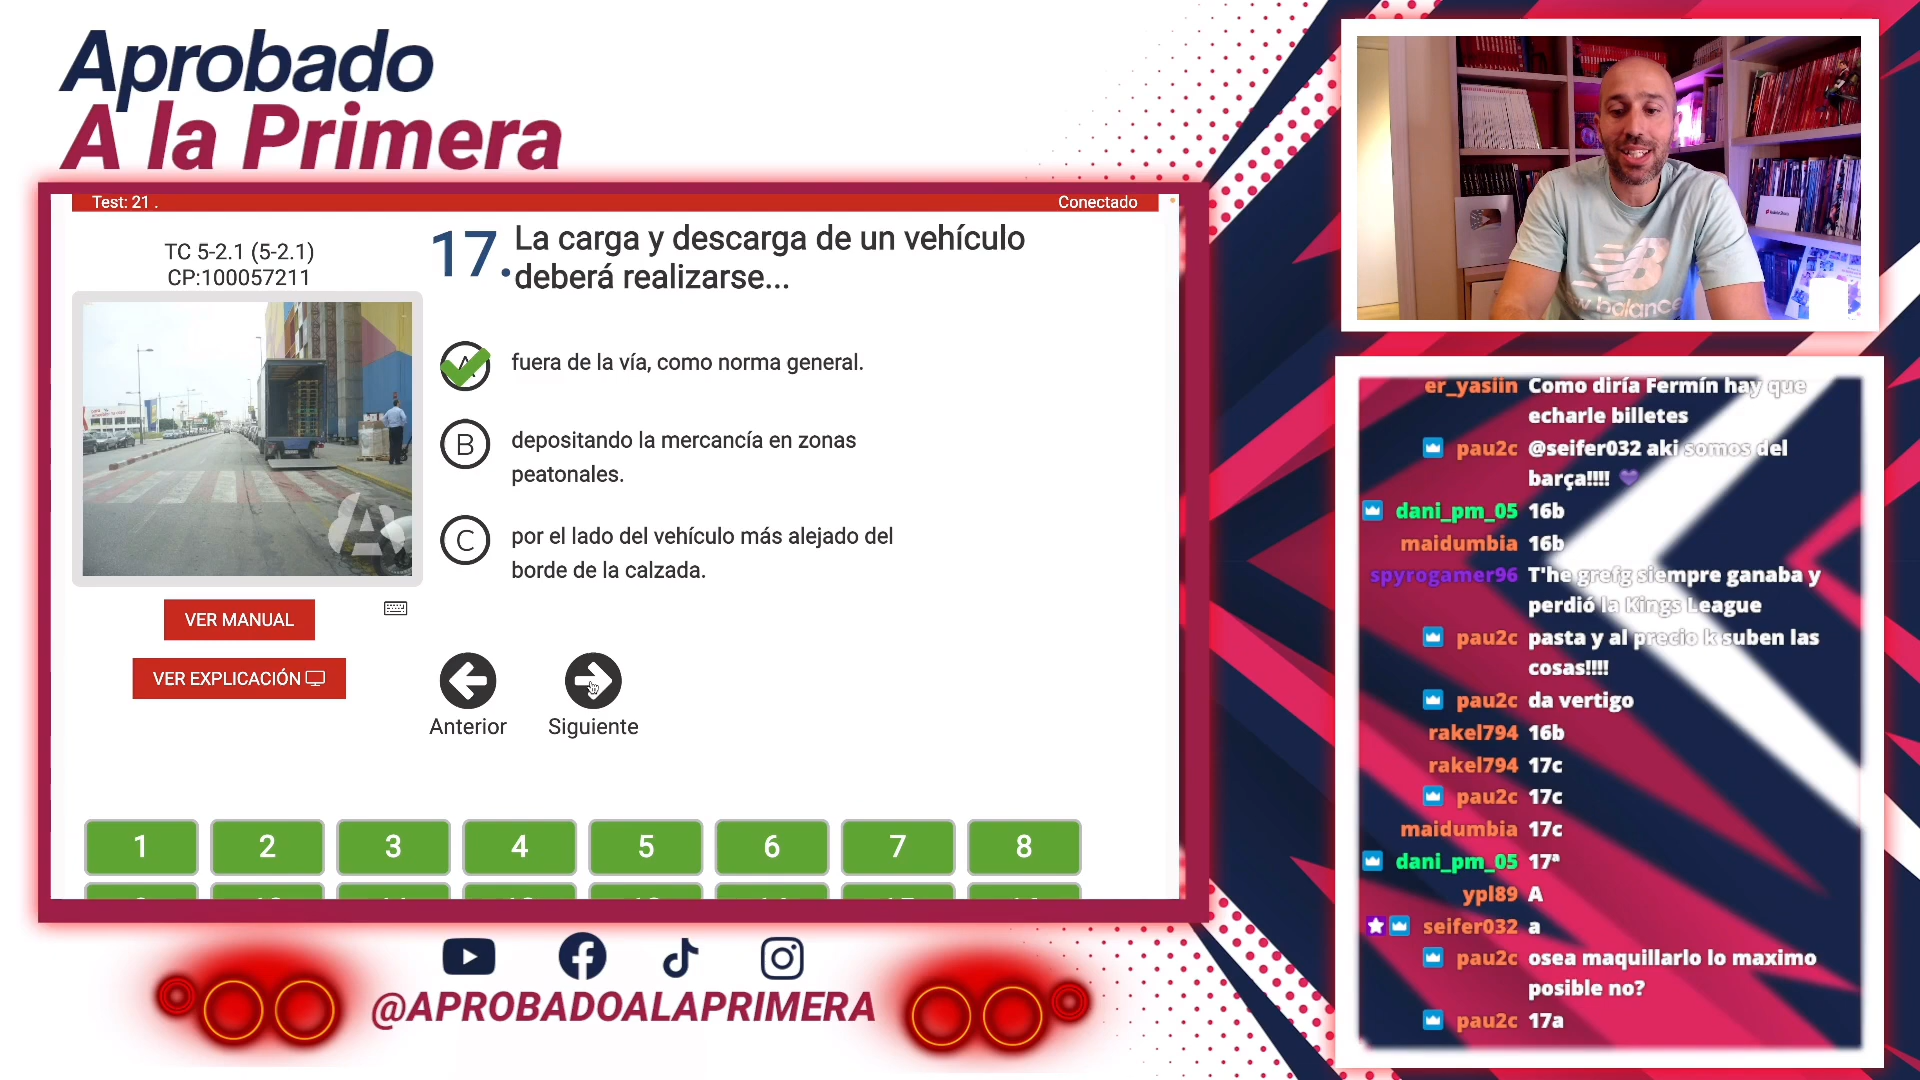 Aprobado
A la Primera
Test: 21 .
Conectado
TC 5-2.1 (5-2.1)
CP:100057211
17.
La carga y descarga de un vehículo
deberá realizarse...
A
fuera de la vía, como norma general.
B
depositando la mercancía en zonas
peatonales.
C
por el lado del vehículo más alejado del
borde de la calzada.
VER MANUAL
VER EXPLICACIÓN
Anterior
Siguiente
1
2
3
4
5
6
7
8
@APROBADOALAPRIMERA
new balance
er_yasiin Como diría Fermín hay que
echarle billetes
pau2c @seifer032 aki somos del
barça!!!!
dani_pm_05 16b
maidumbia 16b
spyrogamer96 T'he grefg siempre ganaba y
perdió la Kings League
pau2c pasta y al precio k suben las
cosas!!!!
pau2c da vertigo
rakel794 16b
rakel794 17c
pau2c 17c
maidumbia 17c
dani_pm_05 17ª
ypl89 A
seifer032 a
pau2c osea maquillarlo lo maximo
posible no?
pau2c 17a